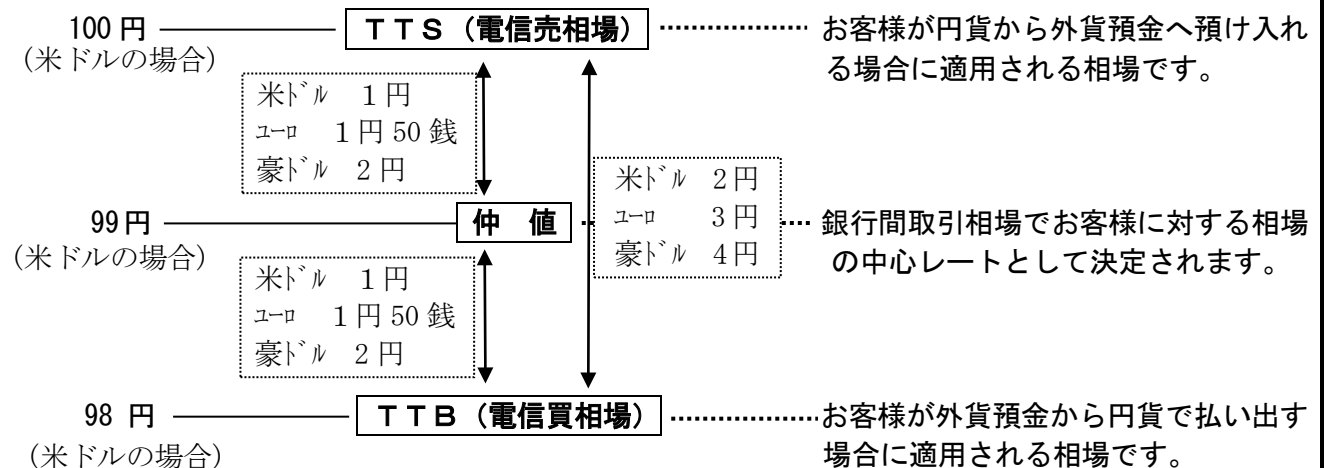 100 円 TTS(電信売相場) お客様が円貨から外貨預金へ預け入れ
(米ドルの場合) る場合に適用される相場です。
米ドル 1円
ユーロ 1円50銭
豪ドル 2円
米ドル 2円
ユーロ 3円
豪ドル 4円
99円 仲 値 銀行間取引相場でお客様に対する相場
(米ドルの場合) の中心レートとして決定されます。
米ドル 1円
ユーロ 1円50銭
豪ドル 2円
98 円 TTB(電信買相場) お客様が外貨預金から円貨で払い出す
(米ドルの場合) 場合に適用される相場です。